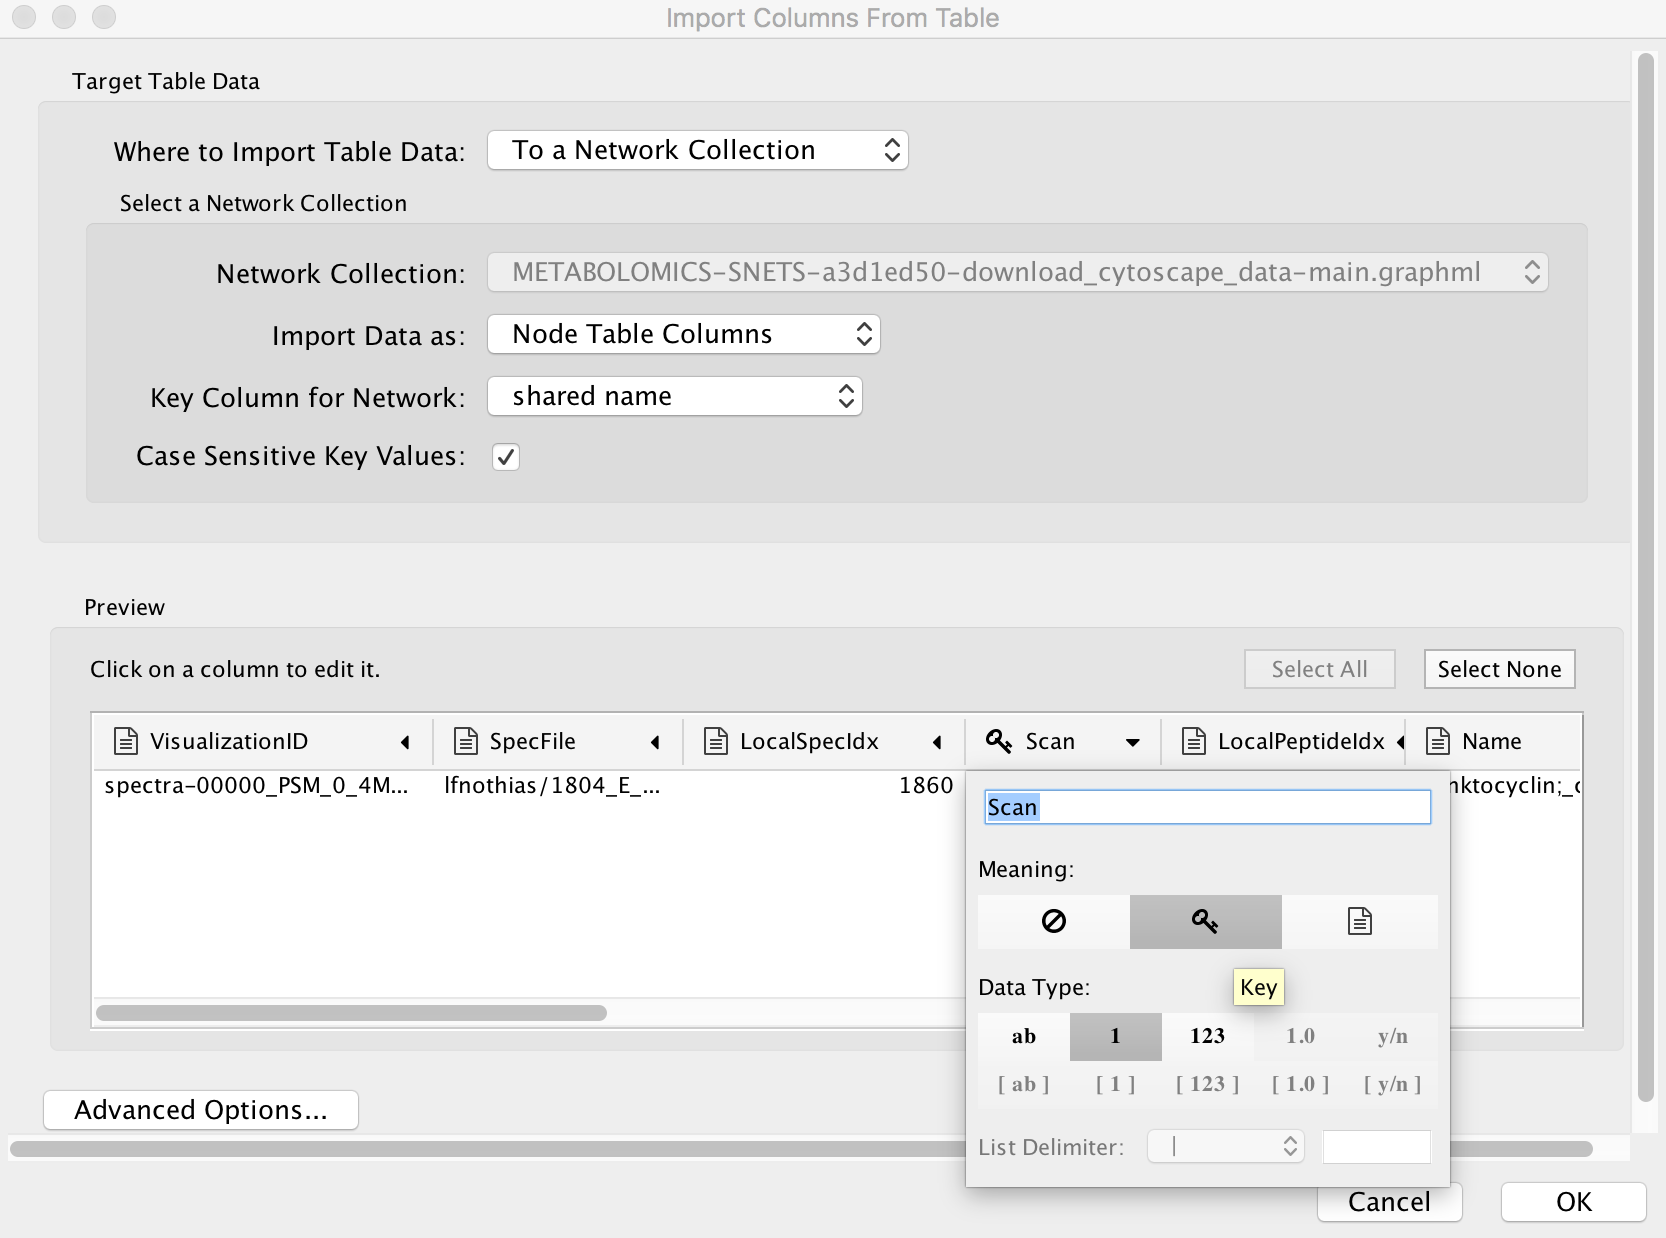 Import Columns From Table
Target Table Data
Where to Import Table Data: To a Network Collection
Select a Network Collection
Network Collection: METABOLOMICS-SNETS-a3d1ed50-download_cytoscape_data-main.graphml
Import Data as: Node Table Columns
Key Column for Network: shared name
Case Sensitive Key Values:
Preview
Click on a column to edit it. Select All Select None
VisualizationID SpecFile LocalSpecIdx Scan LocalPeptideIdx Name
spectra-00000_PSM_0_4M... lfnothias/1804_E_... 1860 nktocyclin;_c
Scan
Meaning:
Data Type: Key
ab 1 123 1.0 y/n
[ ab ] [ 1 ] [ 123 ] [ 1.0 ] [ y/n ]
Advanced Options...
List Delimiter: |
Cancel OK